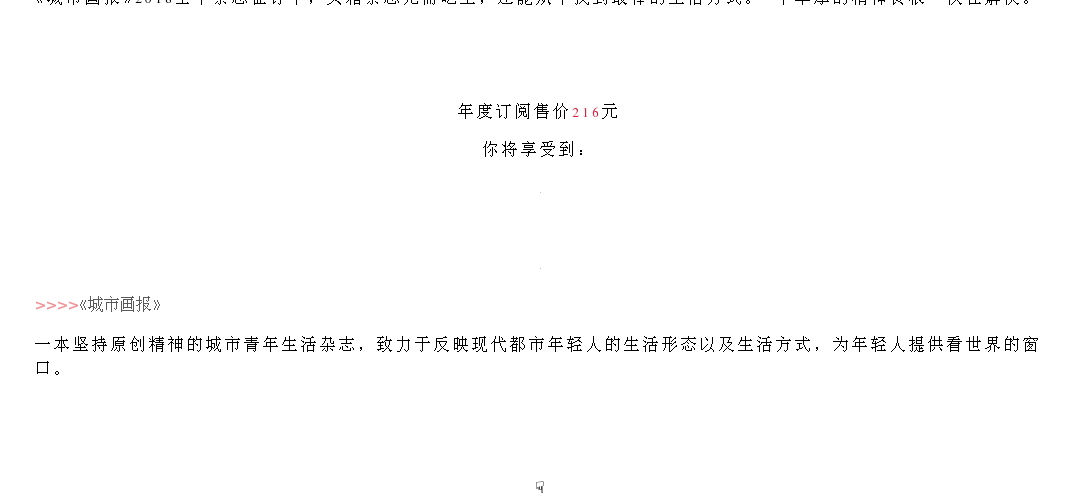 年度订阅售价216元
你将享受到：
>>>>《城市画报》
一本坚持原创精神的城市青年生活杂志，致力于反映现代都市年轻人的生活形态以及生活方式，为年轻人提供看世界的窗
口。
☟